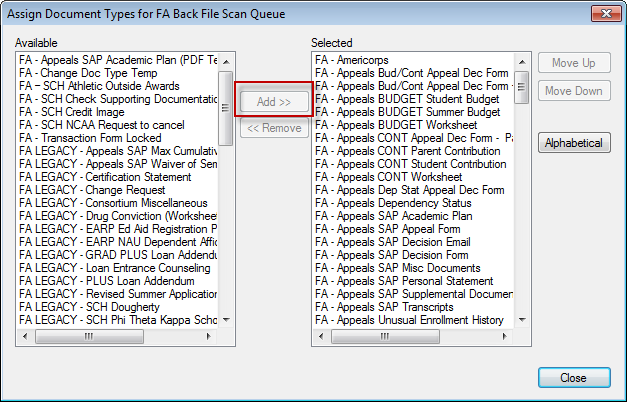 Assign Document Types for FA Back File Scan Queue
Available
FA - Appeals SAP Academic Plan (PDF Te
FA - Change Doc Type Temp
FA – SCH Athletic Outside Awards
FA - SCH Check Supporting Documentatio
FA - SCH Credit Image
FA - SCH NCAA Request to cancel
FA - Transaction Form Locked
FA LEGACY - Appeals SAP Max Cumulativ
FA LEGACY - Appeals SAP Waiver of Sem
FA LEGACY - Certification Statement
FA LEGACY - Change Request
FA LEGACY - Consortium Miscellaneous
FA LEGACY - Drug Conviction (Workshee
FA LEGACY - EARP Ed Aid Registration P
FA LEGACY - EARP NAU Dependent Affic
FA LEGACY - GRAD PLUS Loan Addendu
FA LEGACY - Loan Entrance Counseling
FA LEGACY - PLUS Loan Addendum
FA LEGACY - Revised Summer Application
FA LEGACY - SCH Dougherty
FA LEGACY - SCH Phi Theta Kappa Scho
Add >>
<< Remove
Selected
FA - Americorps
FA - Appeals Bud/Cont Appeal Dec Form
FA - Appeals Bud/Cont Appeal Dec Form -
FA - Appeals BUDGET Student Budget
FA - Appeals BUDGET Summer Budget
FA - Appeals BUDGET Worksheet
FA - Appeals CONT Appeal Dec Form - Pa
FA - Appeals CONT Parent Contribution
FA - Appeals CONT Student Contribution
FA - Appeals CONT Worksheet
FA - Appeals Dep Stat Appeal Dec Form
FA - Appeals Dependency Status
FA - Appeals SAP Academic Plan
FA - Appeals SAP Appeal Form
FA - Appeals SAP Decision Email
FA - Appeals SAP Decision Form
FA - Appeals SAP Misc Documents
FA - Appeals SAP Personal Statement
FA - Appeals SAP Supplemental Documen
FA - Appeals SAP Transcripts
FA - Appeals Unusual Enrollment History
Move Up
Move Down
Alphabetical
Close